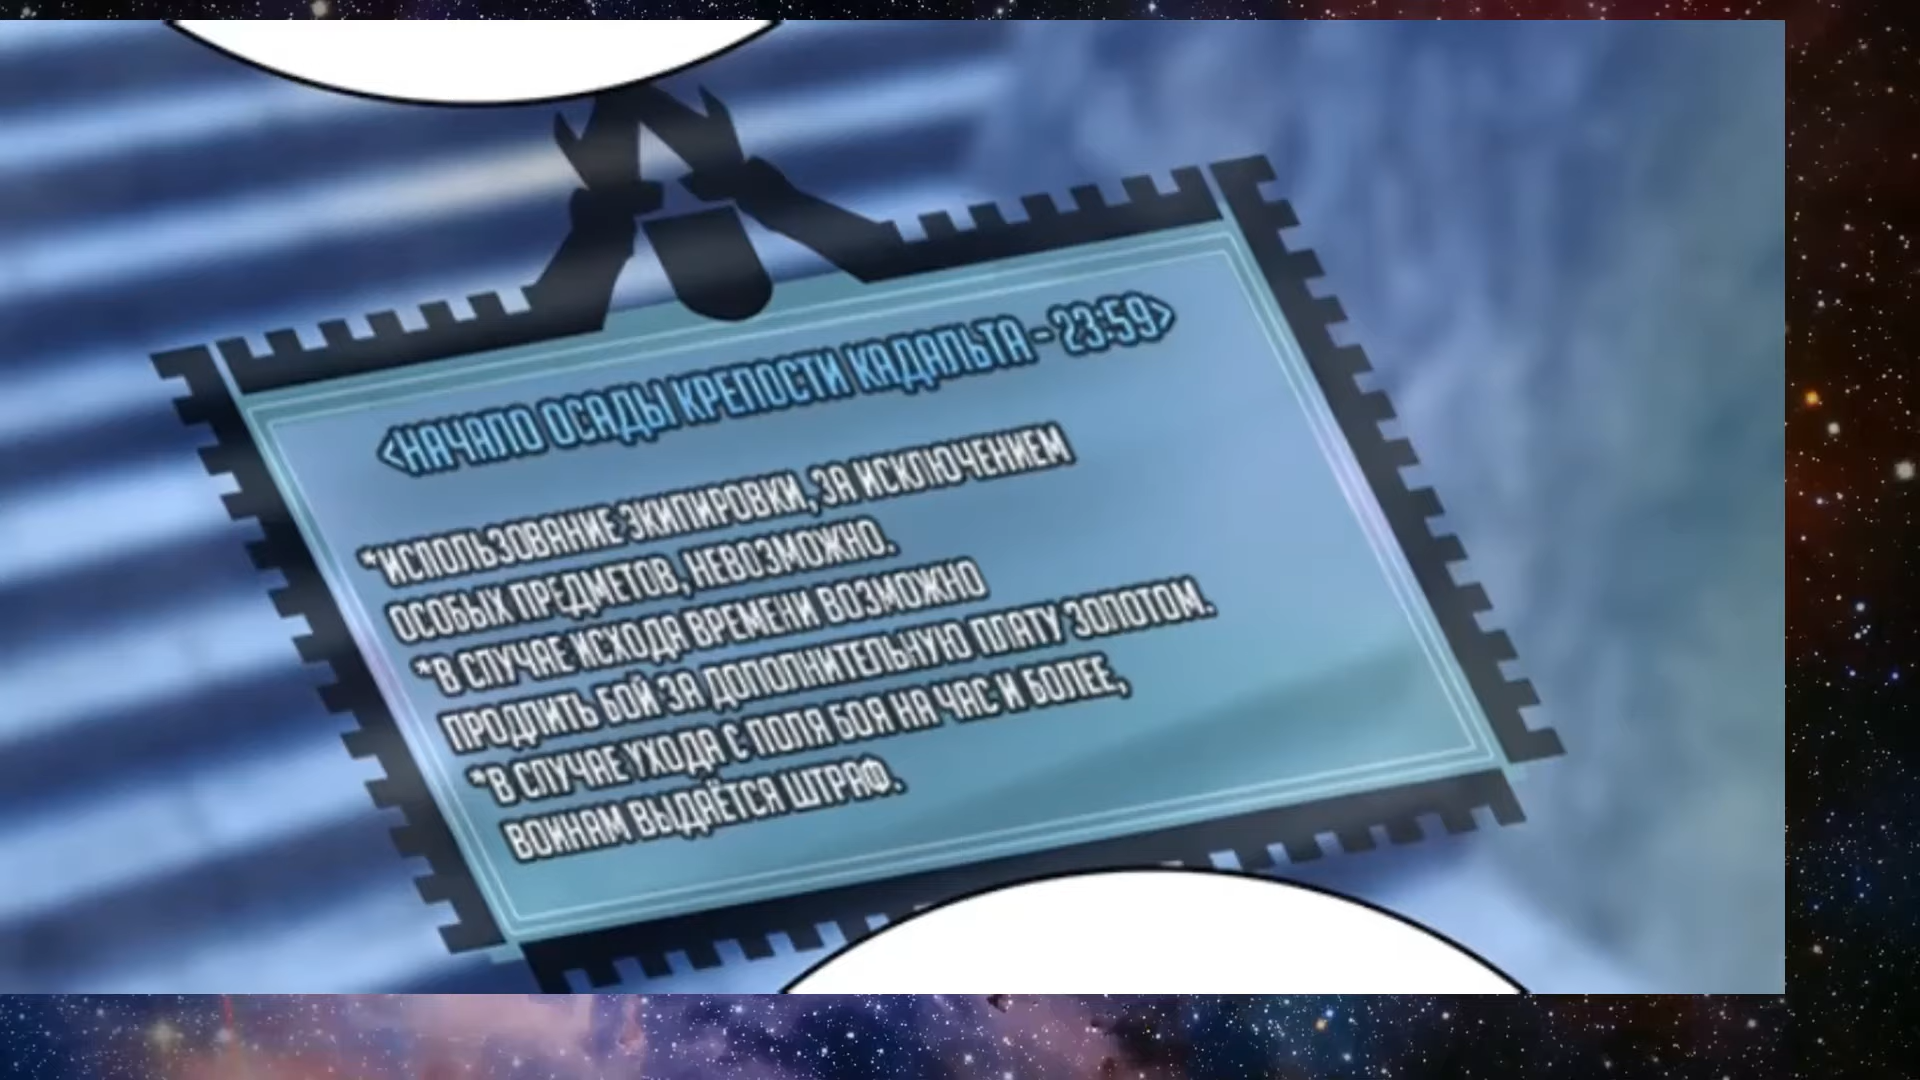 <НАЧАЛО ОСАДЫ КРЕПОСТИ КАДАЛЬТА - 23:59>
*ИСПОЛЬЗОВАНИЕ ЭКИПИРОВКИ, ЗА ИСКЛЮЧЕНИЕМ
ОСОБЫХ ПРЕДМЕТОВ, НЕВОЗМОЖНО.
*В СЛУЧАЕ ИСХОДА ВРЕМЕНИ ВОЗМОЖНО
ПРОДЛИТЬ БОЙ ЗА ДОПОЛНИТЕЛЬНУЮ ПЛАТУ ЗОЛОТОМ.
*В СЛУЧАЕ УХОДА С ПОЛЯ БОЯ НА ЧАС И БОЛЕЕ,
ВОИНАМ ВЫДАЁТСЯ ШТРАФ.